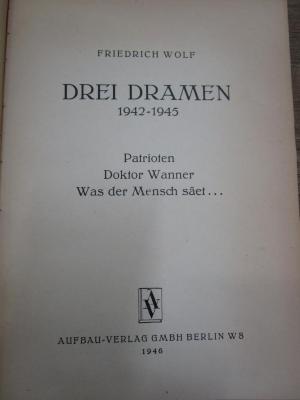 FRIEDRICH WOLF
DREI DRAMEN
1942-1945
Patrioten
Doktor Wanner
Was der Mensch säet...
AV
AUFBAU-VERLAG GMBH BERLIN W8
1946